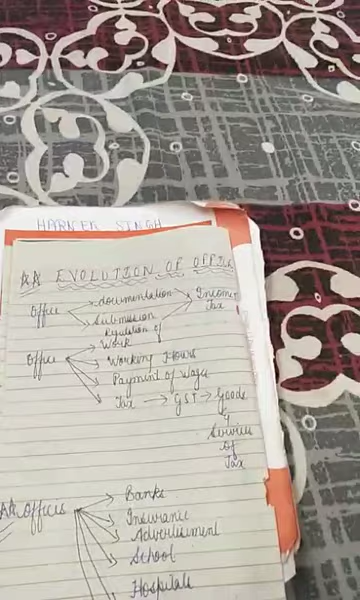 HARNEK SINGH
EVOLUTION OF OFFICE
Office documentation Income
Submission Tax
Regulation of
Office Work
Working Hours
Payment of Wages
Tax → GST → Goods
&
Services
of
Tax
Offices Banks
Insurance
Advertisement
School
Hospitals